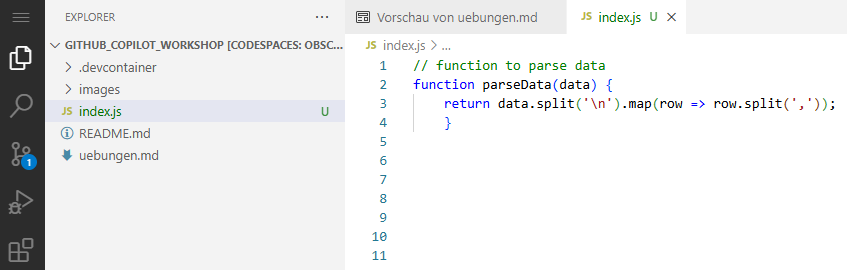 EXPLORER
GITHUB_COPILOT_WORKSHOP [CODESPACES: OBSC...
.devcontainer
images
JS index.js U
README.md
uebungen.md
1
Vorschau von uebungen.md
JS index.js U
JS index.js > ...
1 // function to parse data
2 function parseData(data) {
3 return data.split('\n').map(row => row.split(','));
4 }
5
6
7
8
9
10
11